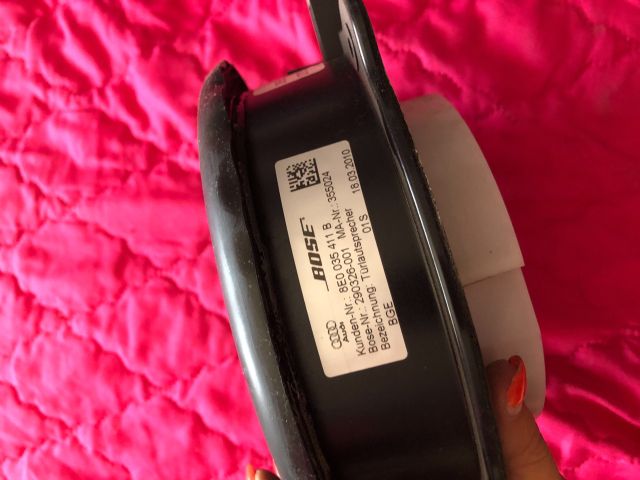 Audi BOSE
Kunden-Nr.: 8E0 035 411 B
Bose-Nr.: 290326-001 MA-Nr.: 355024
Bezeichnung: Türlautsprecher 18.03.2010
BGE 01S